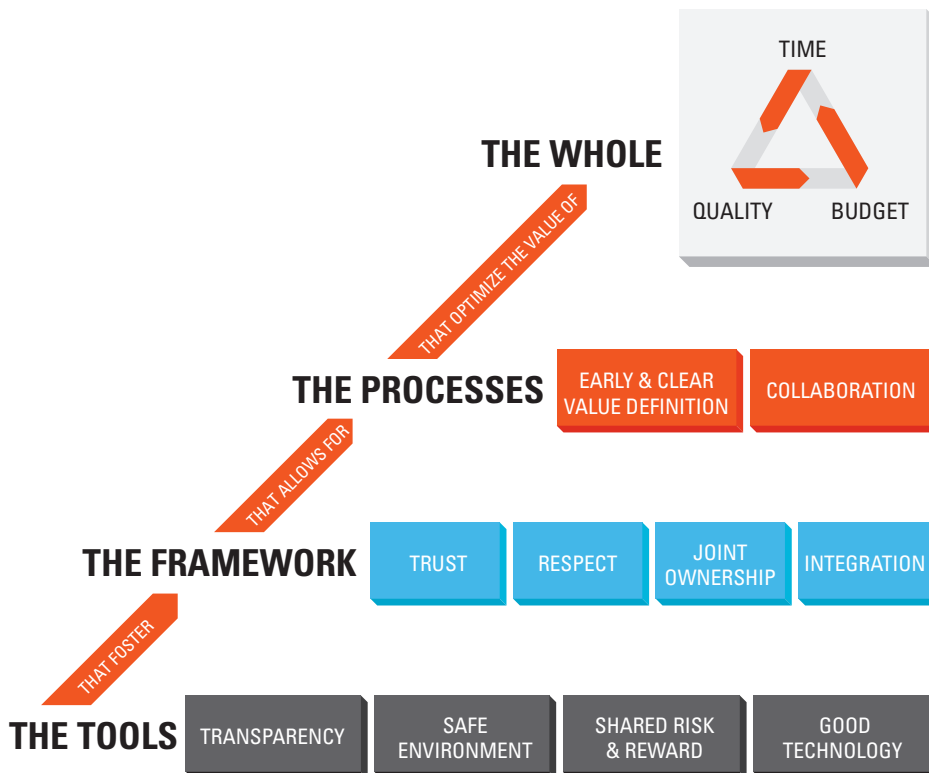 TIME
THE WHOLE
QUALITY
BUDGET
THAT OPTIMIZE THE VALUE OF
THE PROCESSES
EARLY & CLEAR
VALUE DEFINITION
COLLABORATION
THAT ALLOWS FOR
THE FRAMEWORK
TRUST
RESPECT
JOINT
OWNERSHIP
INTEGRATION
THAT FOSTER
THE TOOLS
TRANSPARENCY
SAFE
ENVIRONMENT
SHARED RISK
& REWARD
GOOD
TECHNOLOGY